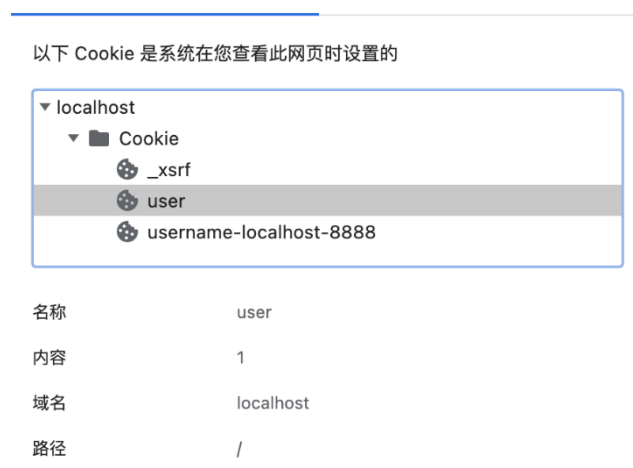 以下 Cookie 是系统在您查看此网页时设置的
localhost
Cookie
_xsrf
user
username-localhost-8888
名称 user
内容 1
域名 localhost
路径 /